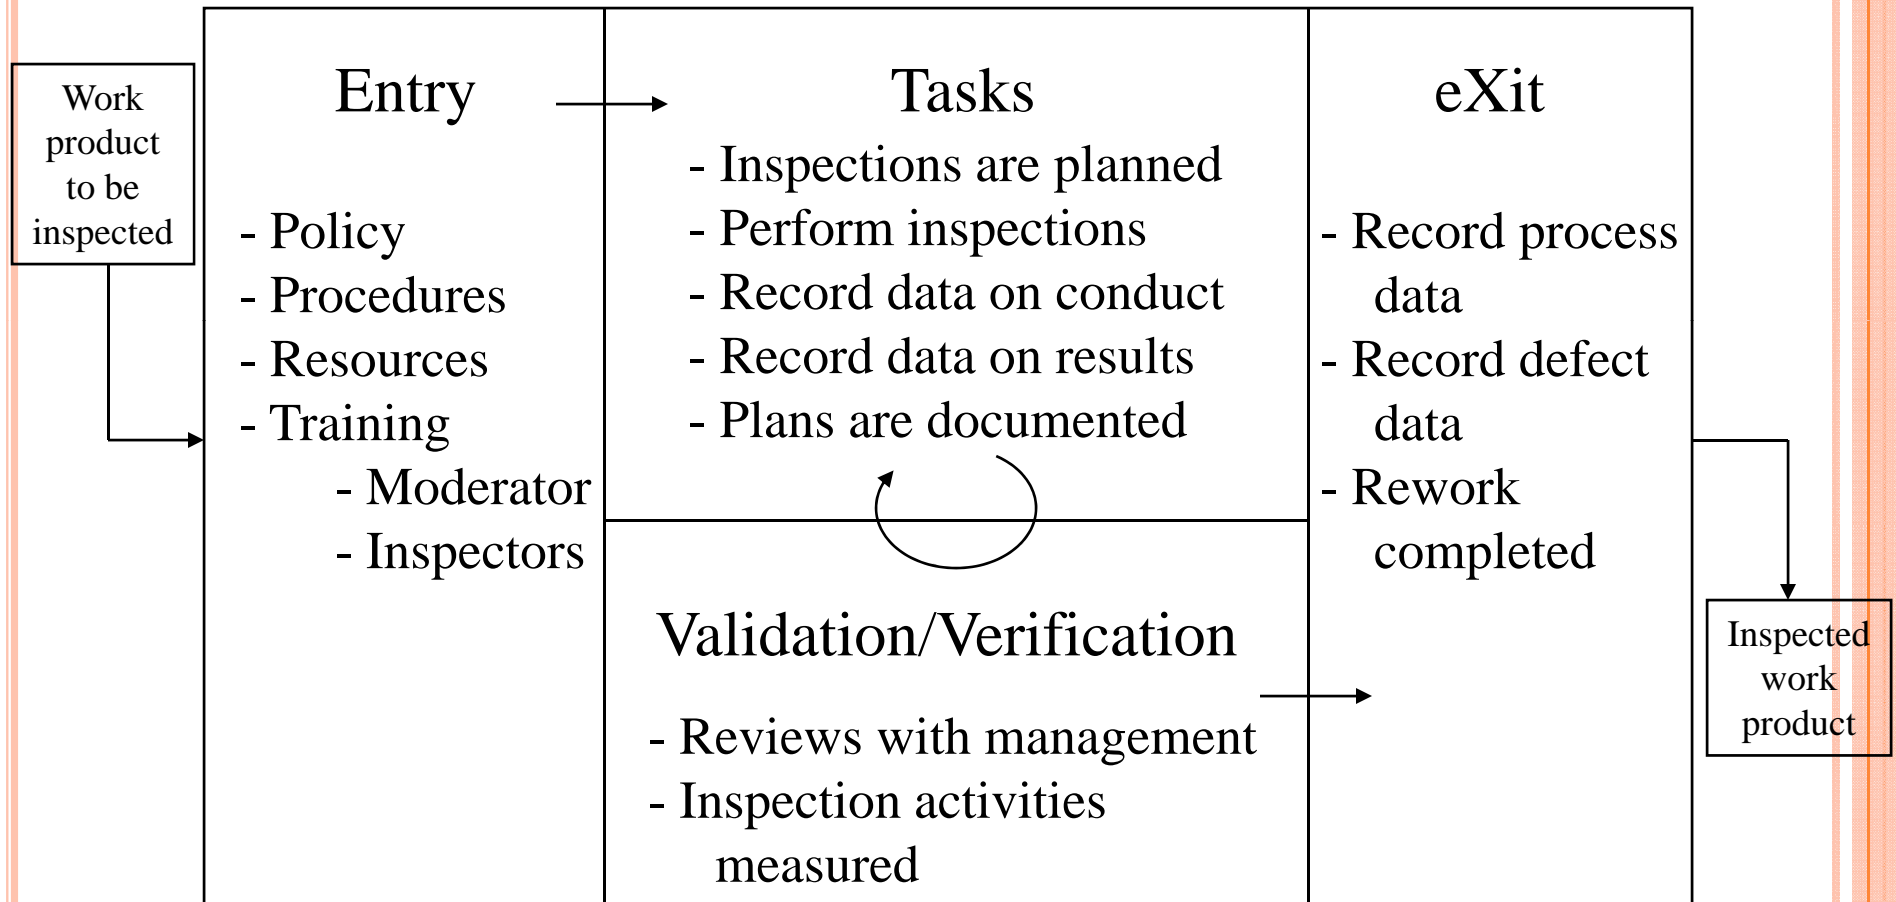 Work
product
to be
inspected
Entry
- Policy
- Procedures
- Resources
- Training
- Moderator
- Inspectors
Tasks
- Inspections are planned
- Perform inspections
- Record data on conduct
- Record data on results
- Plans are documented
Validation/Verification
- Reviews with management
- Inspection activities
measured
eXit
- Record process
data
- Record defect
data
- Rework
completed
Inspected
work
product